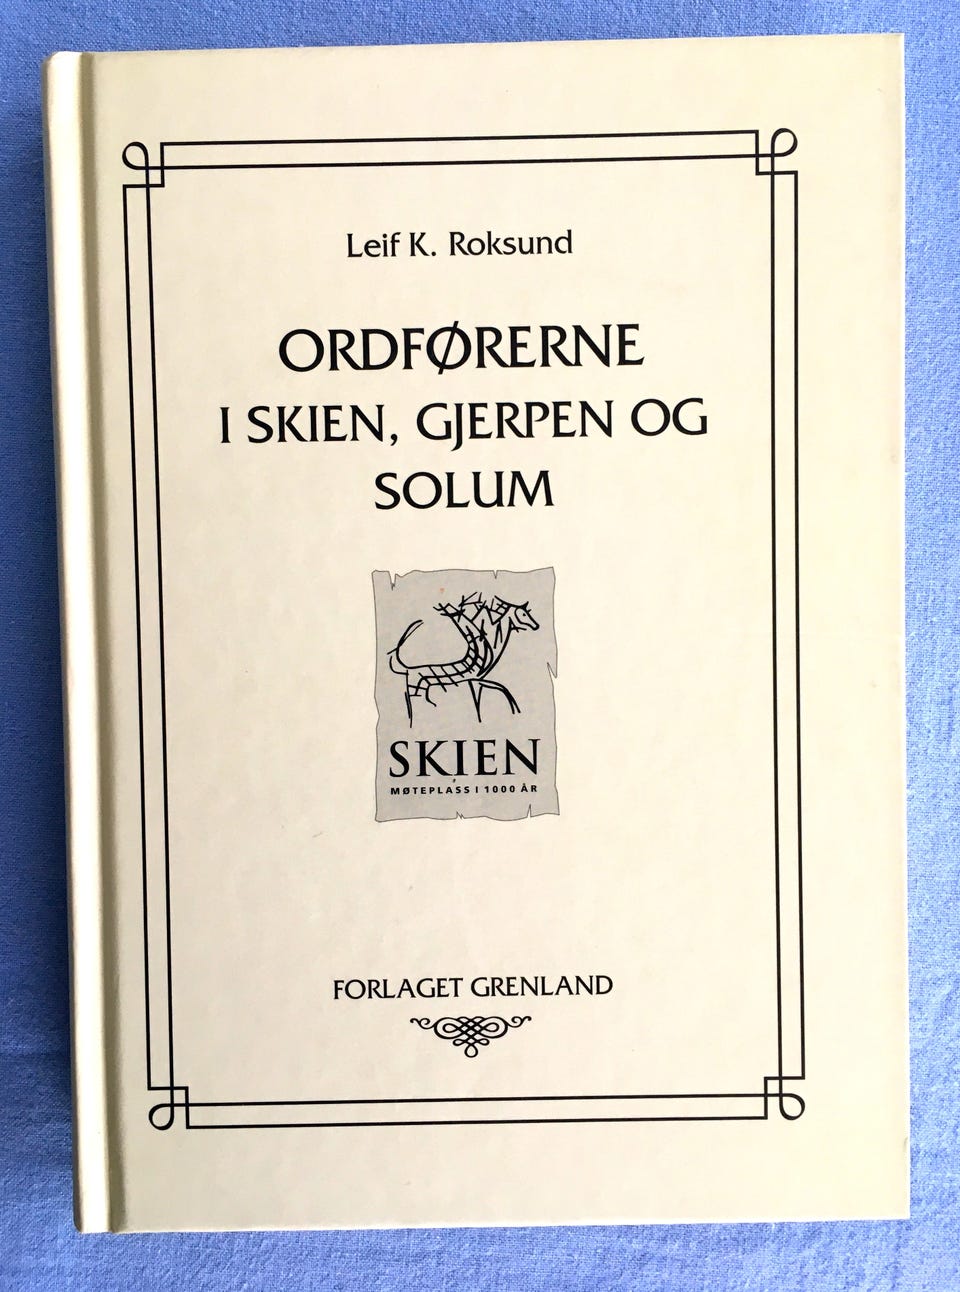 Leif K. Roksund
ORDFØRERNE
I SKIEN, GJERPEN OG
SOLUM
SKIEN
MØTEPLASS I 1000 ÅR
FORLAGET GRENLAND